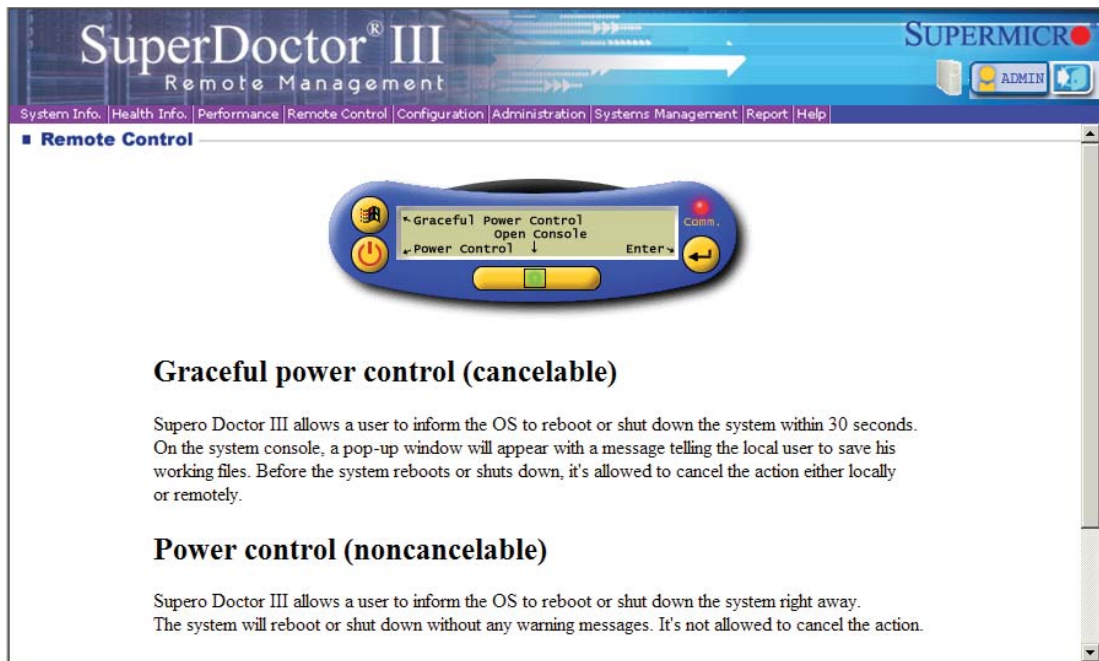 SuperDoctor® III
Remote Management
SUPERMICR
ADMIN
System Info. | Health Info. | Performance | Remote Control | Configuration | Administration | Systems Management | Report | Help
Remote Control
Graceful Power Control
Open Console
Power Control
Enter
Comm.
Graceful power control (cancelable)
Supero Doctor III allows a user to inform the OS to reboot or shut down the system within 30 seconds.
On the system console, a pop-up window will appear with a message telling the local user to save his
working files. Before the system reboots or shuts down, it's allowed to cancel the action either locally
or remotely.
Power control (noncancelable)
Supero Doctor III allows a user to inform the OS to reboot or shut down the system right away.
The system will reboot or shut down without any warning messages. It's not allowed to cancel the action.